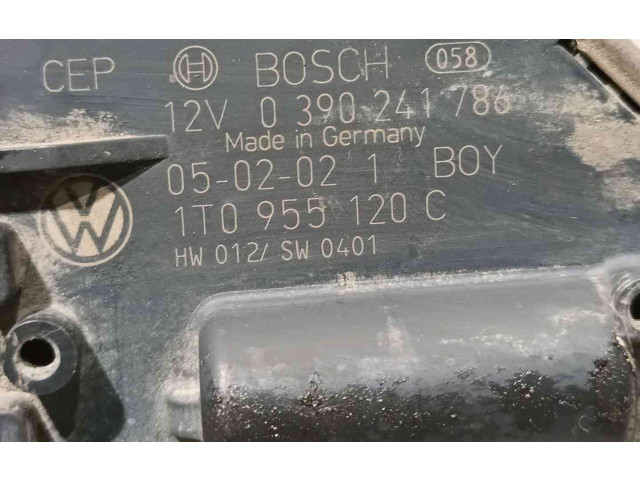 CEP BOSCH 058
12V 0 390 241 786
Made in Germany
05-02-02 1 BOY
1T0 955 120 C
HW 012/ SW 0401